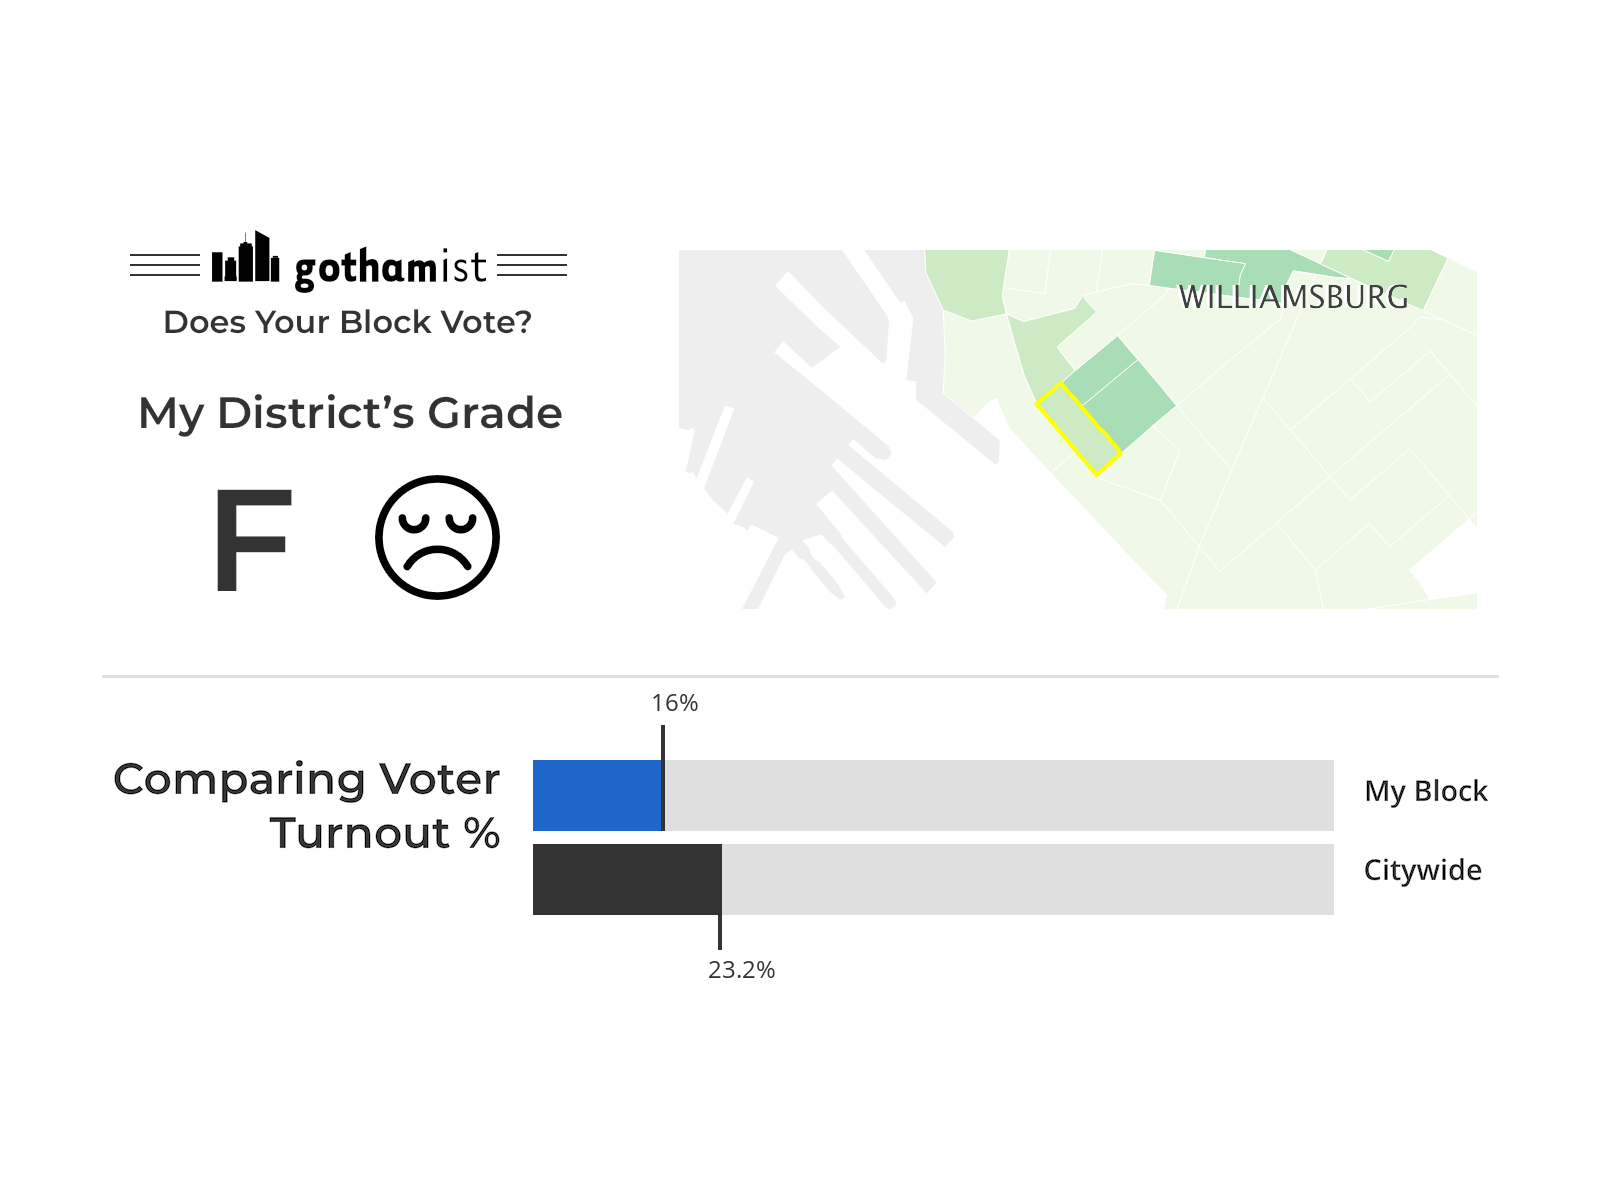 gothamist
Does Your Block Vote?
My District’s Grade
F
WILLIAMSBURG
16%
Comparing Voter
Turnout %
My Block
Citywide
23.2%